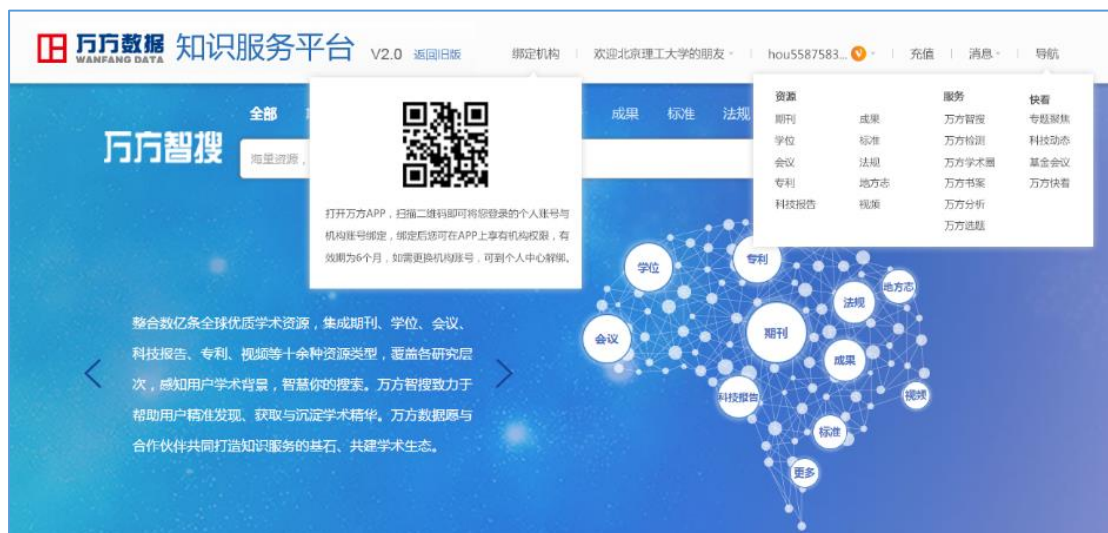 万方数据
WANFANG DATA
知识服务平台 V2.0 返回旧版
绑定机构 欢迎北京理工大学的朋友 hou5587583... V 充值 消息 导航
全部
成果 标准 法规
万方智搜
海量资源，
打开万方APP，扫描二维码即可将您登录的个人账号与
机构账号绑定，绑定后您可在APP上享有机构权限，有
效期为6个月，如需更换机构账号，可到个人中心解绑。
资源 服务 快看
期刊 成果 万方智搜 专题聚焦
学位 标准 万方检测 科技动态
会议 法规 万方学术圈 基金会议
专利 地方志 万方书案 万方快看
科技报告 视频 万方分析
万方选题
整合数亿条全球优质学术资源，集成期刊、学位、会议、
科技报告、专利、视频等十余种资源类型，覆盖各研究层
次，感知用户学术背景，智慧你的搜索。万方智搜致力于
帮助用户精准发现、获取与沉淀学术精华。万方数据愿与
合作伙伴共同打造知识服务的基石、共建学术生态。
学位
专利
地方志
法规
期刊
会议
成果
科技报告
视频
标准
更多